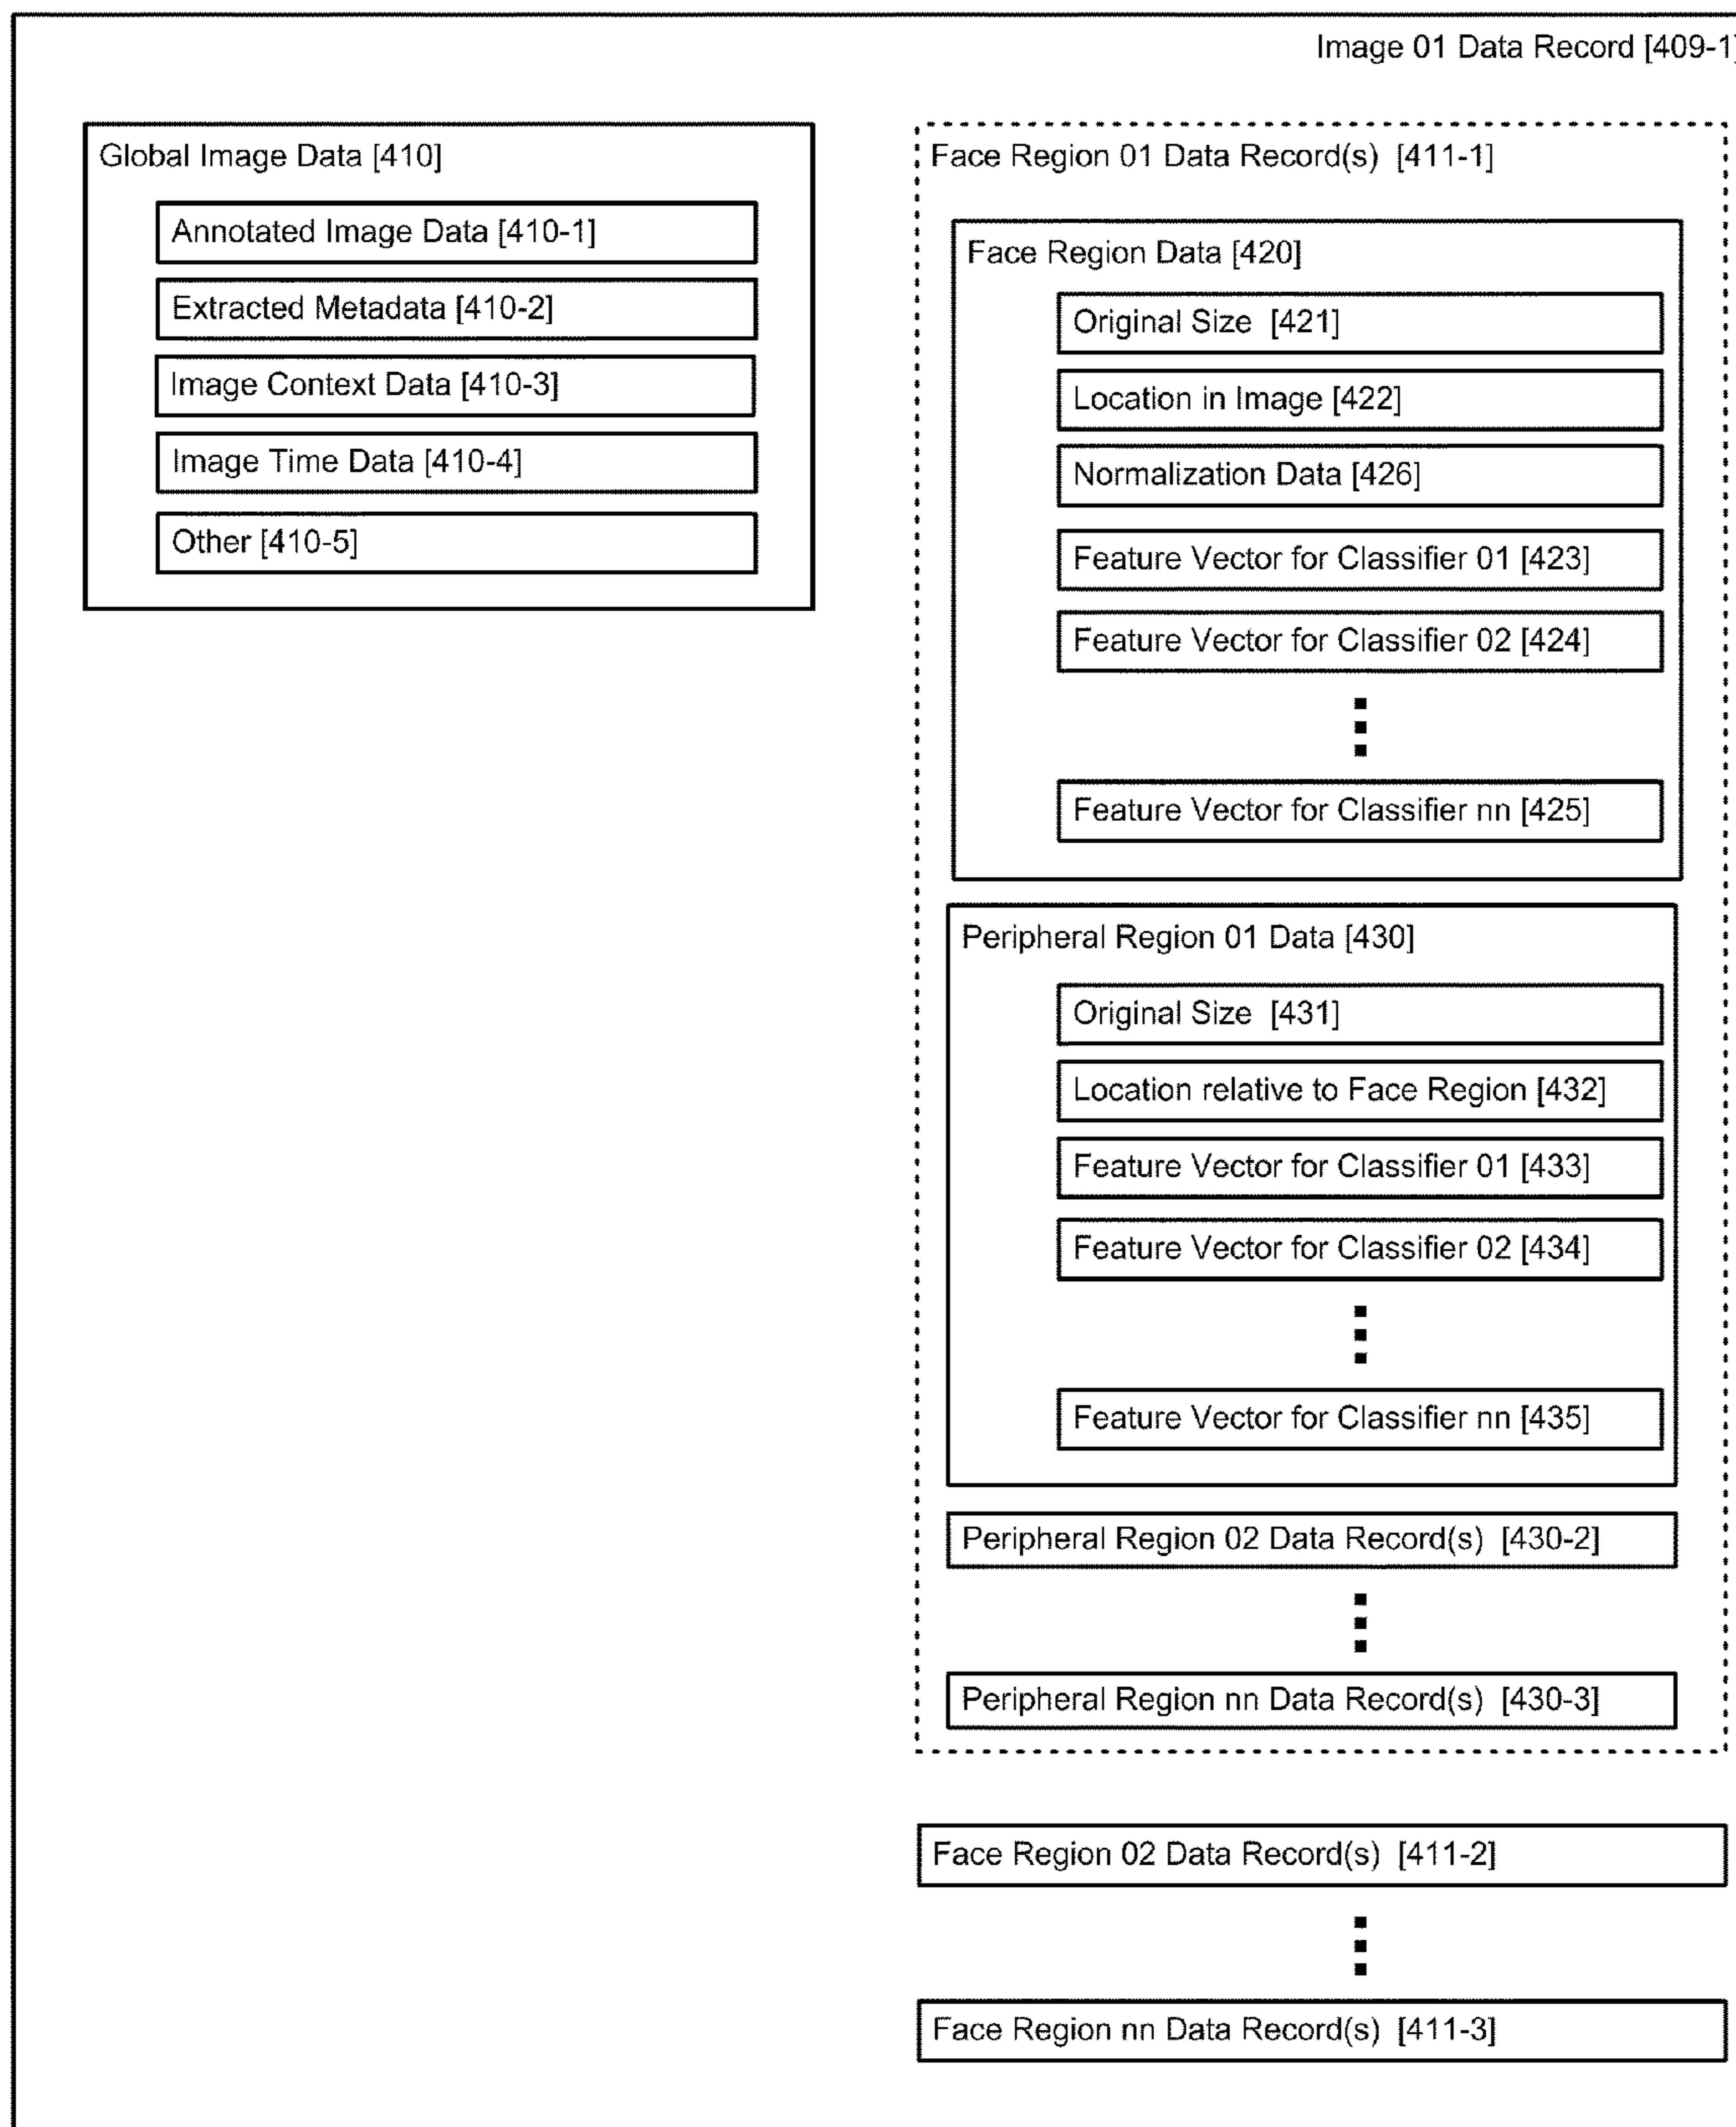 Image 01 Data Record [409-1]
Global Image Data [410]
Annotated Image Data [410-1]
Extracted Metadata [410-2]
Image Context Data [410-3]
Image Time Data [410-4]
Other [410-5]
Face Region 01 Data Record(s) [411-1]
Face Region Data [420]
Original Size [421]
Location in Image [422]
Normalization Data [426]
Feature Vector for Classifier 01 [423]
Feature Vector for Classifier 02 [424]
Feature Vector for Classifier nn [425]
Peripheral Region 01 Data [430]
Original Size [431]
Location relative to Face Region [432]
Feature Vector for Classifier 01 [433]
Feature Vector for Classifier 02 [434]
Feature Vector for Classifier nn [435]
Peripheral Region 02 Data Record(s) [430-2]
Peripheral Region nn Data Record(s) [430-3]
Face Region 02 Data Record(s) [411-2]
Face Region nn Data Record(s) [411-3]